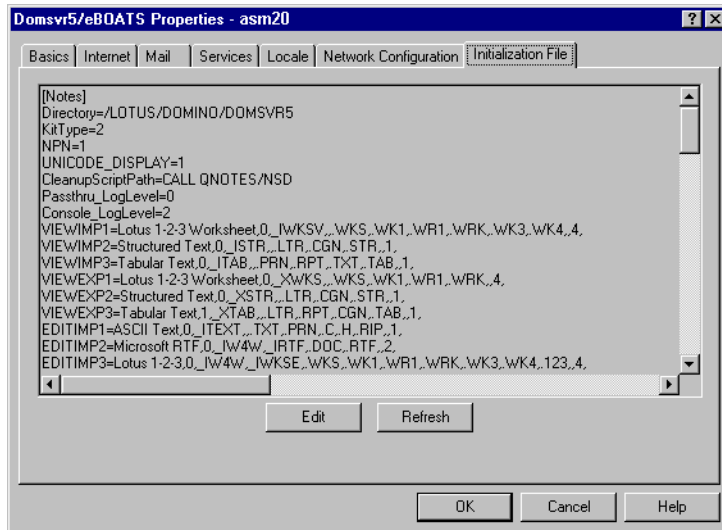 Domsvr5/eBOATS Properties - asm20
Basics Internet Mail Services Locale Network Configuration Initialization File
[Notes]
Directory=/LOTUS/DOMINO/DOMSVR5
KitType=2
NPN=1
UNICODE_DISPLAY=1
CleanupScriptPath=CALL QNOTES/NSD
Passthru_LogLevel=0
Console_LogLevel=2
VIEWIMP1=Lotus 1-2-3 Worksheet,0,_IWKSV,,.WKS,.WK1,.WR1,.WRK,.WK3,.WK4,,4,
VIEWIMP2=Structured Text,0,_ISTR,,.LTR,.CGN,.STR,,1,
VIEWIMP3=Tabular Text,0,_ITAB,,.PRN,.RPT,.TXT,.TAB,,1,
VIEWEXP1=Lotus 1-2-3 Worksheet,0,_XWKS,,.WKS,.WK1,.WR1,.WRK,,4,
VIEWEXP2=Structured Text,0,_XSTR,,.LTR,.CGN,.STR,,1,
VIEWEXP3=Tabular Text,1,_XTAB,,.LTR,.RPT,.CGN,.TAB,,1,
EDITIMP1=ASCII Text,0,_ITEXT,,.TXT,.PRN,.C,.H,.RIP,,1,
EDITIMP2=Microsoft RTF,0,_IW4W,_IRTF,.DOC,.RTF,,2,
EDITIMP3=Lotus 1-2-3,0,_IW4W,_IWKSE,.WKS,.WK1,.WR1,.WRK,.WK3,.WK4,.123,,4,
Edit Refresh
OK Cancel Help